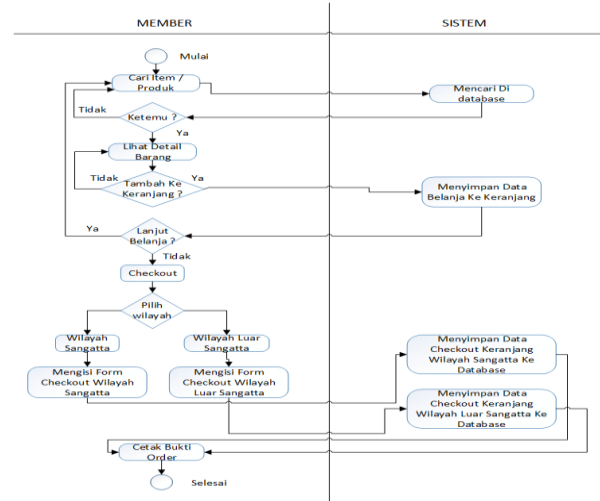 MEMBER
SISTEM
Mulai
Cari Item /
Produk
Mencari Di
database
Tidak
Ketemu ?
Ya
Lihat Detail
Barang
Tidak
Tambah Ke
Keranjang ?
Ya
Menyimpan Data
Belanja Ke Keranjang
Ya
Lanjut
Belanja ?
Tidak
Checkout
Pilih
wilayah
Wilayah
Sangatta
Wilayah Luar
Sangatta
Mengisi Form
Checkout Wilayah
Sangatta
Mengisi Form
Checkout Wilayah
Luar Sangatta
Menyimpan Data
Checkout Keranjang
Wilayah Sangatta Ke
Database
Menyimpan Data
Checkout Keranjang
Wilayah Luar Sangatta Ke
Database
Cetak Bukti
Order
Selesai